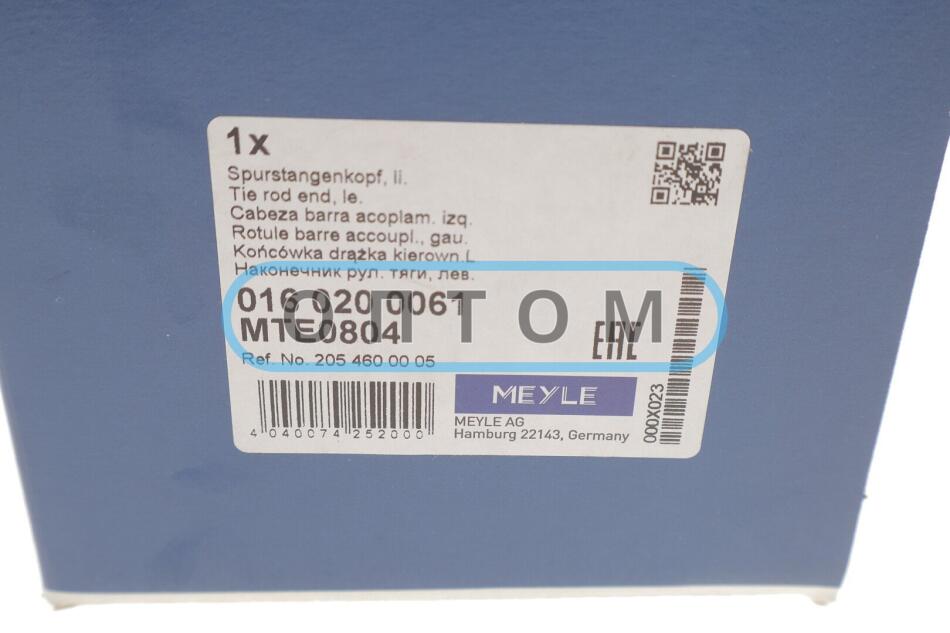 1x
Spurstangenkopf, li.
Tie rod end, le.
Cabeza barra acoplam. izq.
Rotule barre accoupl., gau.
Końcówka drążka kierown.L
Наконечник рул. тяги, лев.
016 020 0061
MTE0804
ОПТОМ
Ref. No. 205 460 00 05
EAC
MEYLE
MEYLE AG
Hamburg 22143, Germany
4 040074 252000
000X023